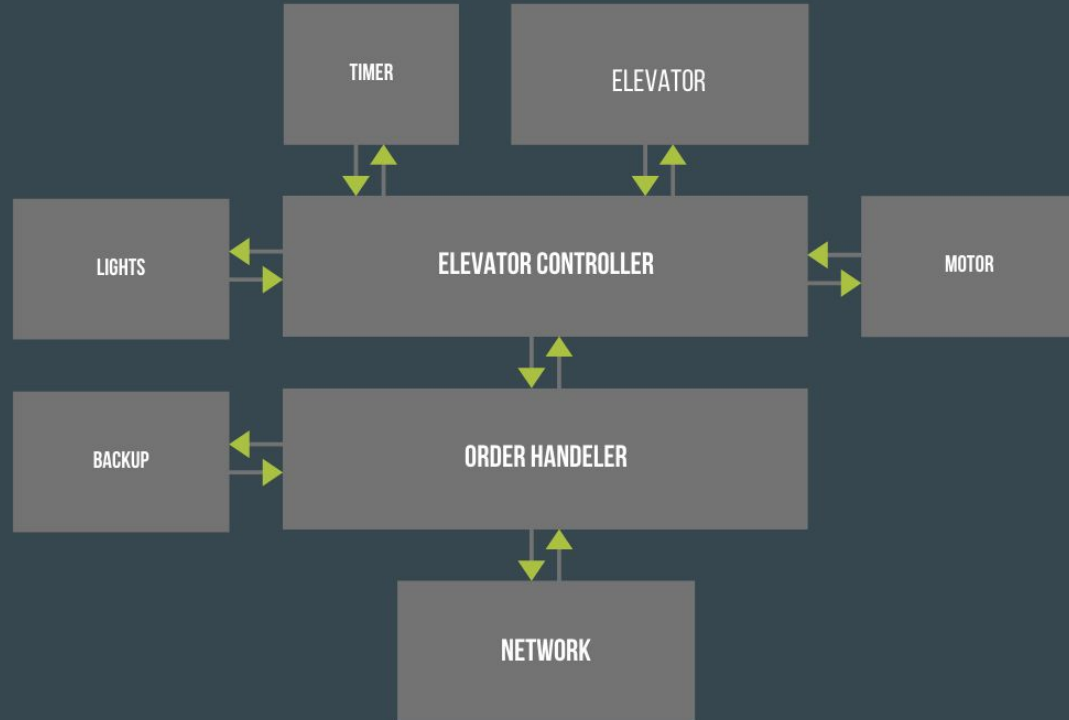 TIMER
ELEVATOR
LIGHTS
ELEVATOR CONTROLLER
MOTOR
BACKUP
ORDER HANDELER
NETWORK